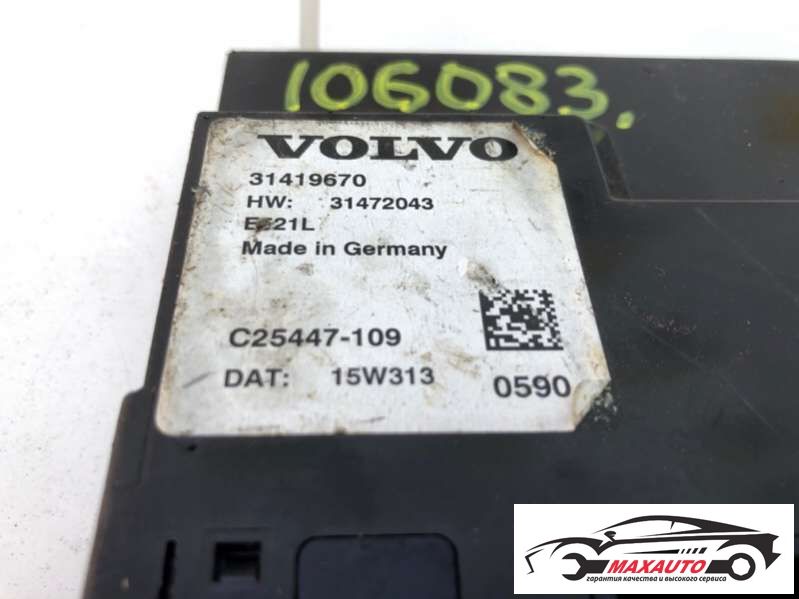 106083.
VOLVO
31419670
HW: 31472043
Made in Germany
C25447-109
DAT: 15W313
0590
MAXAUTO
гарантия качества и высокого сервиса